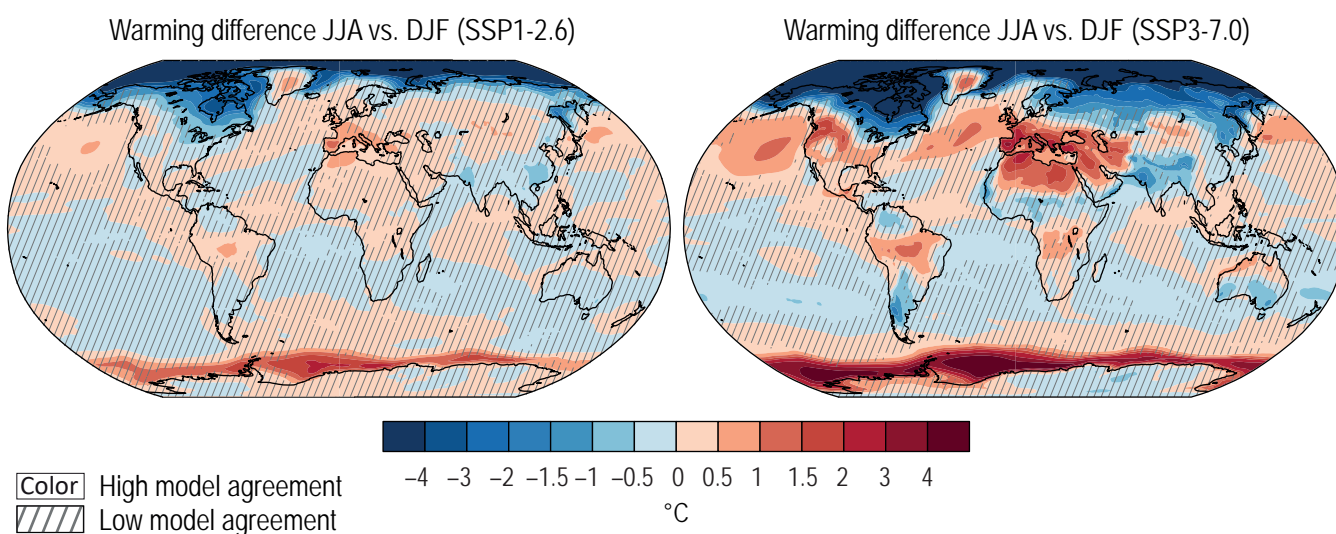 Warming difference JJA vs. DJF (SSP1-2.6)
Warming difference JJA vs. DJF (SSP3-7.0)
−4 −3 −2 −1.5 −1 −0.5 0 0.5 1 1.5 2 3 4
°C
Color High model agreement
Low model agreement